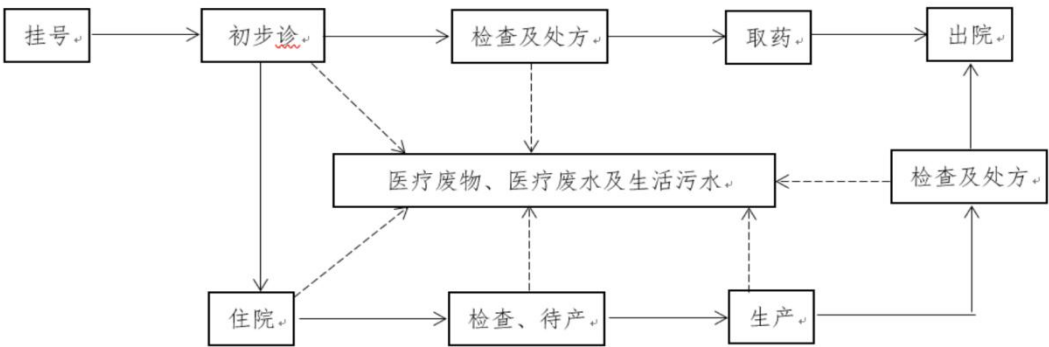 挂号
初步诊
检查及处方
取药
出院
医疗废物、医疗废水及生活污水
检查及处方
住院
检查、待产
生产